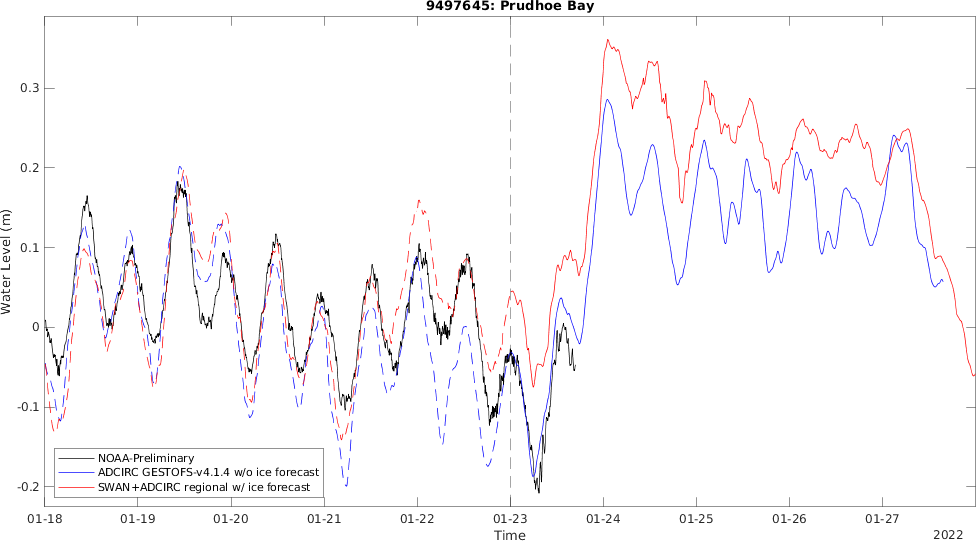 9497645: Prudhoe Bay
Water Level (m)
0.3
0.2
0.1
0
-0.1
-0.2
NOAA-Preliminary
ADCIRC GESTOFS-v4.1.4 w/o ice forecast
SWAN+ADCIRC regional w/ ice forecast
01-18 01-19 01-20 01-21 01-22 01-23 01-24 01-25 01-26 01-27
Time
2022